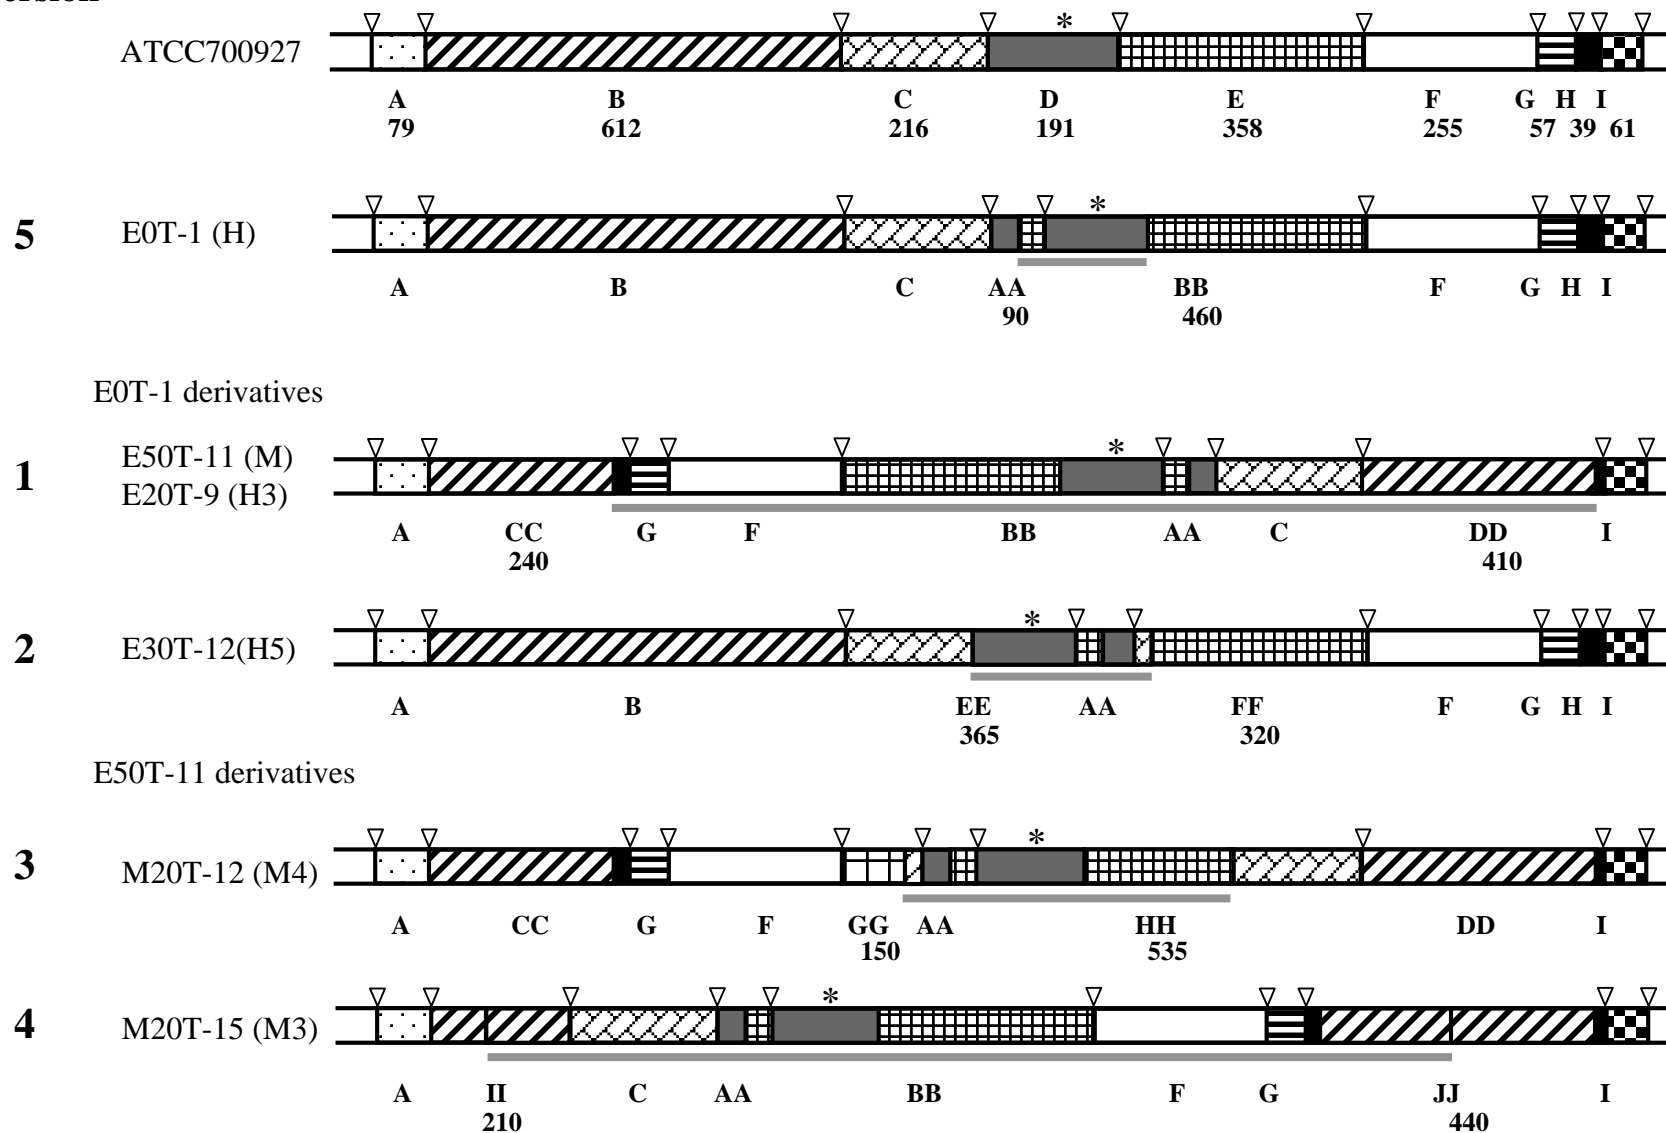 ATCC700927
*
A B C D E F G H I
79 612 216 191 358 255 57 39 61
5 E0T-1 (H)
*
A B C AA BB F G H I
90 460
E0T-1 derivatives
1 E50T-11 (M)
E20T-9 (H3)
*
A CC G F BB AA C DD I
240 410
2 E30T-12(H5)
*
A B EE AA FF F G H I
365 320
E50T-11 derivatives
3 M20T-12 (M4)
*
A CC G F GG AA HH DD I
150 535
4 M20T-15 (M3)
*
A II C AA BB F G JJ I
210 440